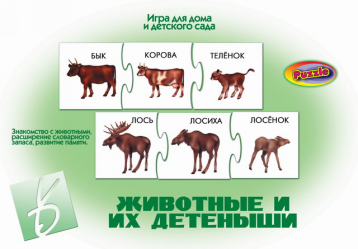 Игра для дома
и детского сада
БЫК КОРОВА ТЕЛЁНОК
Puzzle
ЛОСЬ ЛОСИХА ЛОСЁНОК
Знакомство с животными,
расширение словарного
запаса, развитие памяти.
ЖИВОТНЫЕ И
ИХ ДЕТЕНЫШИ